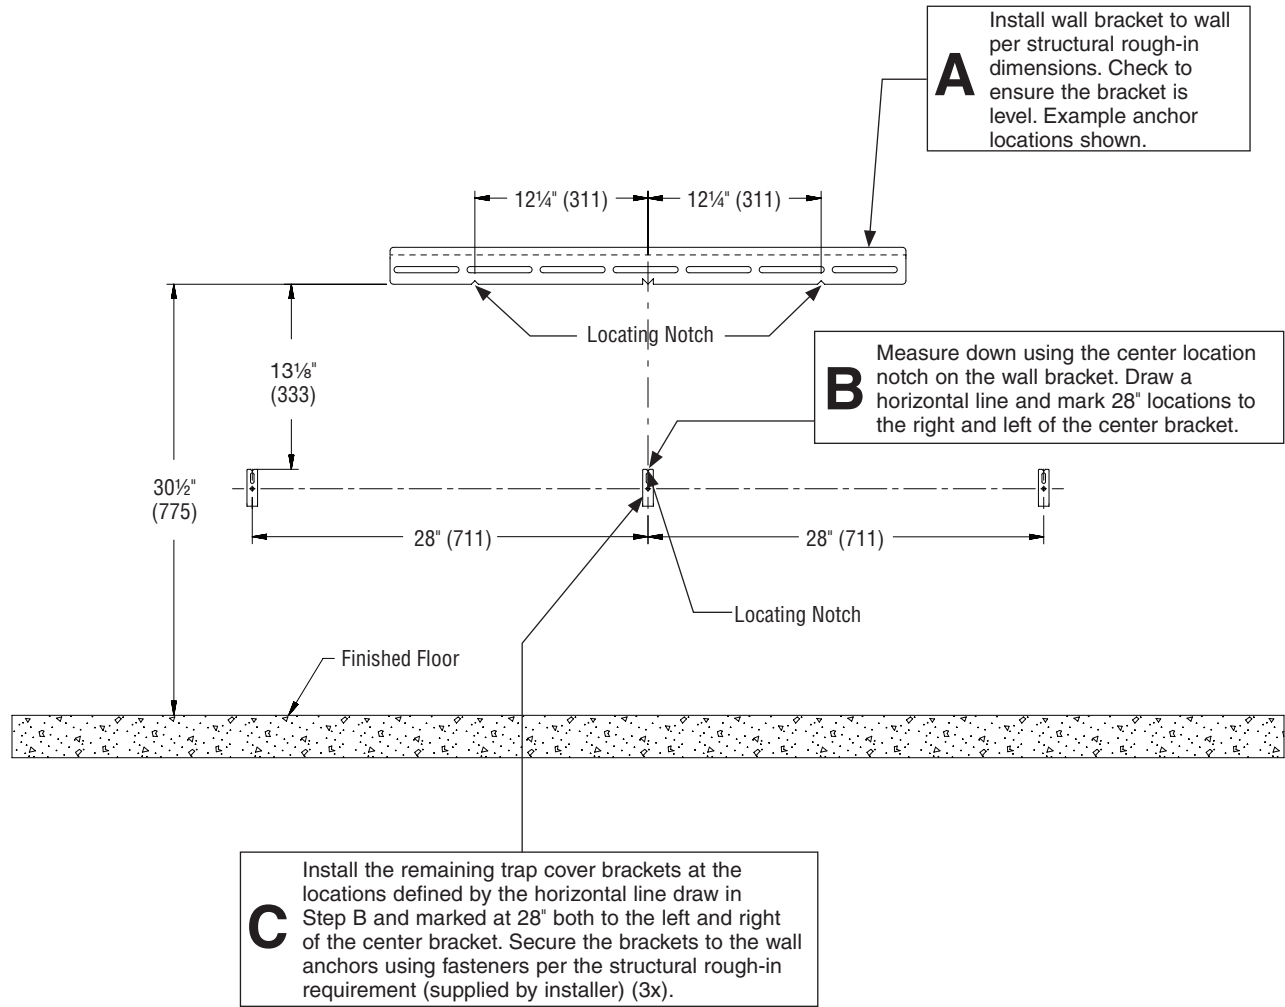 A
Install wall bracket to wall
per structural rough-in
dimensions. Check to
ensure the bracket is
level. Example anchor
locations shown.
12¼" (311)
12¼" (311)
Locating Notch
13⅛"
(333)
B
Measure down using the center location
notch on the wall bracket. Draw a
horizontal line and mark 28" locations to
the right and left of the center bracket.
30½"
(775)
28" (711)
28" (711)
Locating Notch
Finished Floor
C
Install the remaining trap cover brackets at the
locations defined by the horizontal line draw in
Step B and marked at 28" both to the left and right
of the center bracket. Secure the brackets to the wall
anchors using fasteners per the structural rough-in
requirement (supplied by installer) (3x).